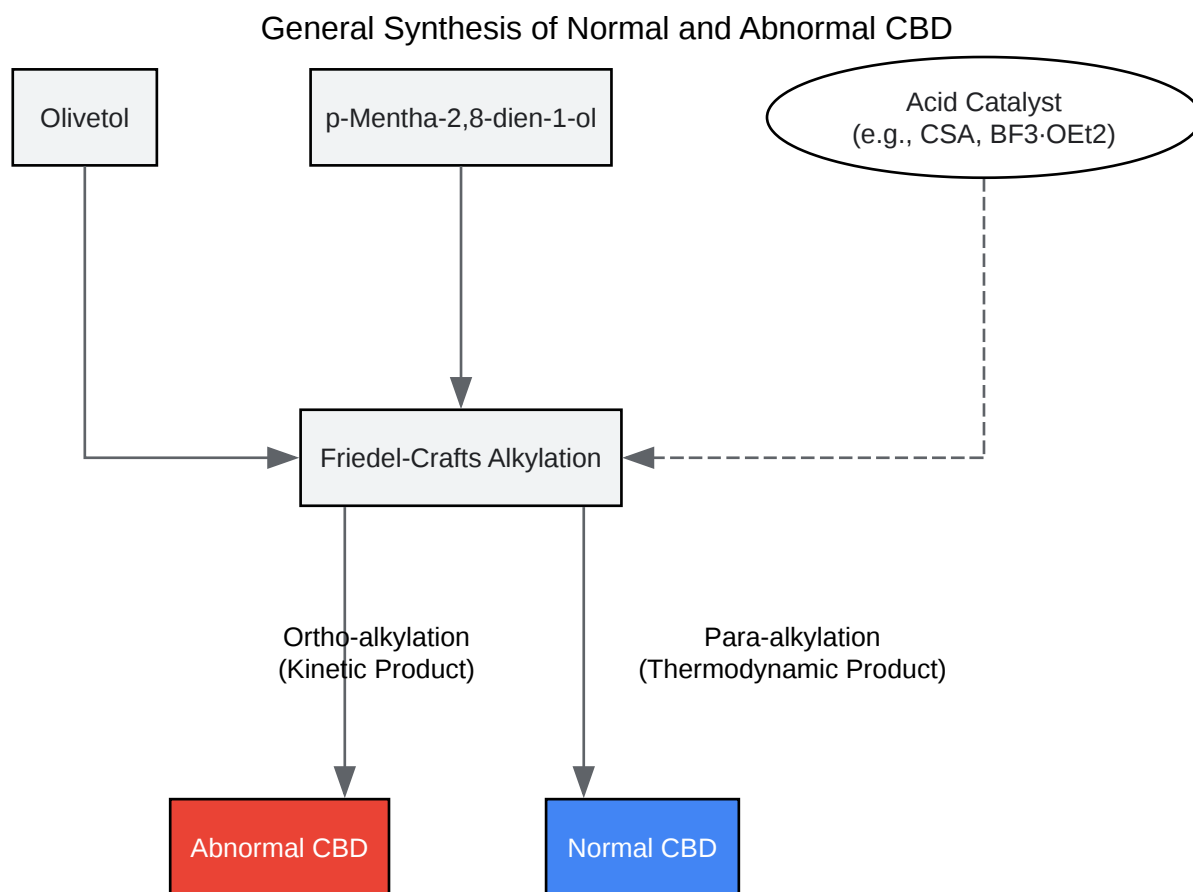 General Synthesis of Normal and Abnormal CBD
Olivetol
p-Mentha-2,8-dien-1-ol
Acid Catalyst
(e.g., CSA, BF3·OEt2)
Friedel-Crafts Alkylation
Ortho-alkylation
(Kinetic Product)
Para-alkylation
(Thermodynamic Product)
Abnormal CBD
Normal CBD